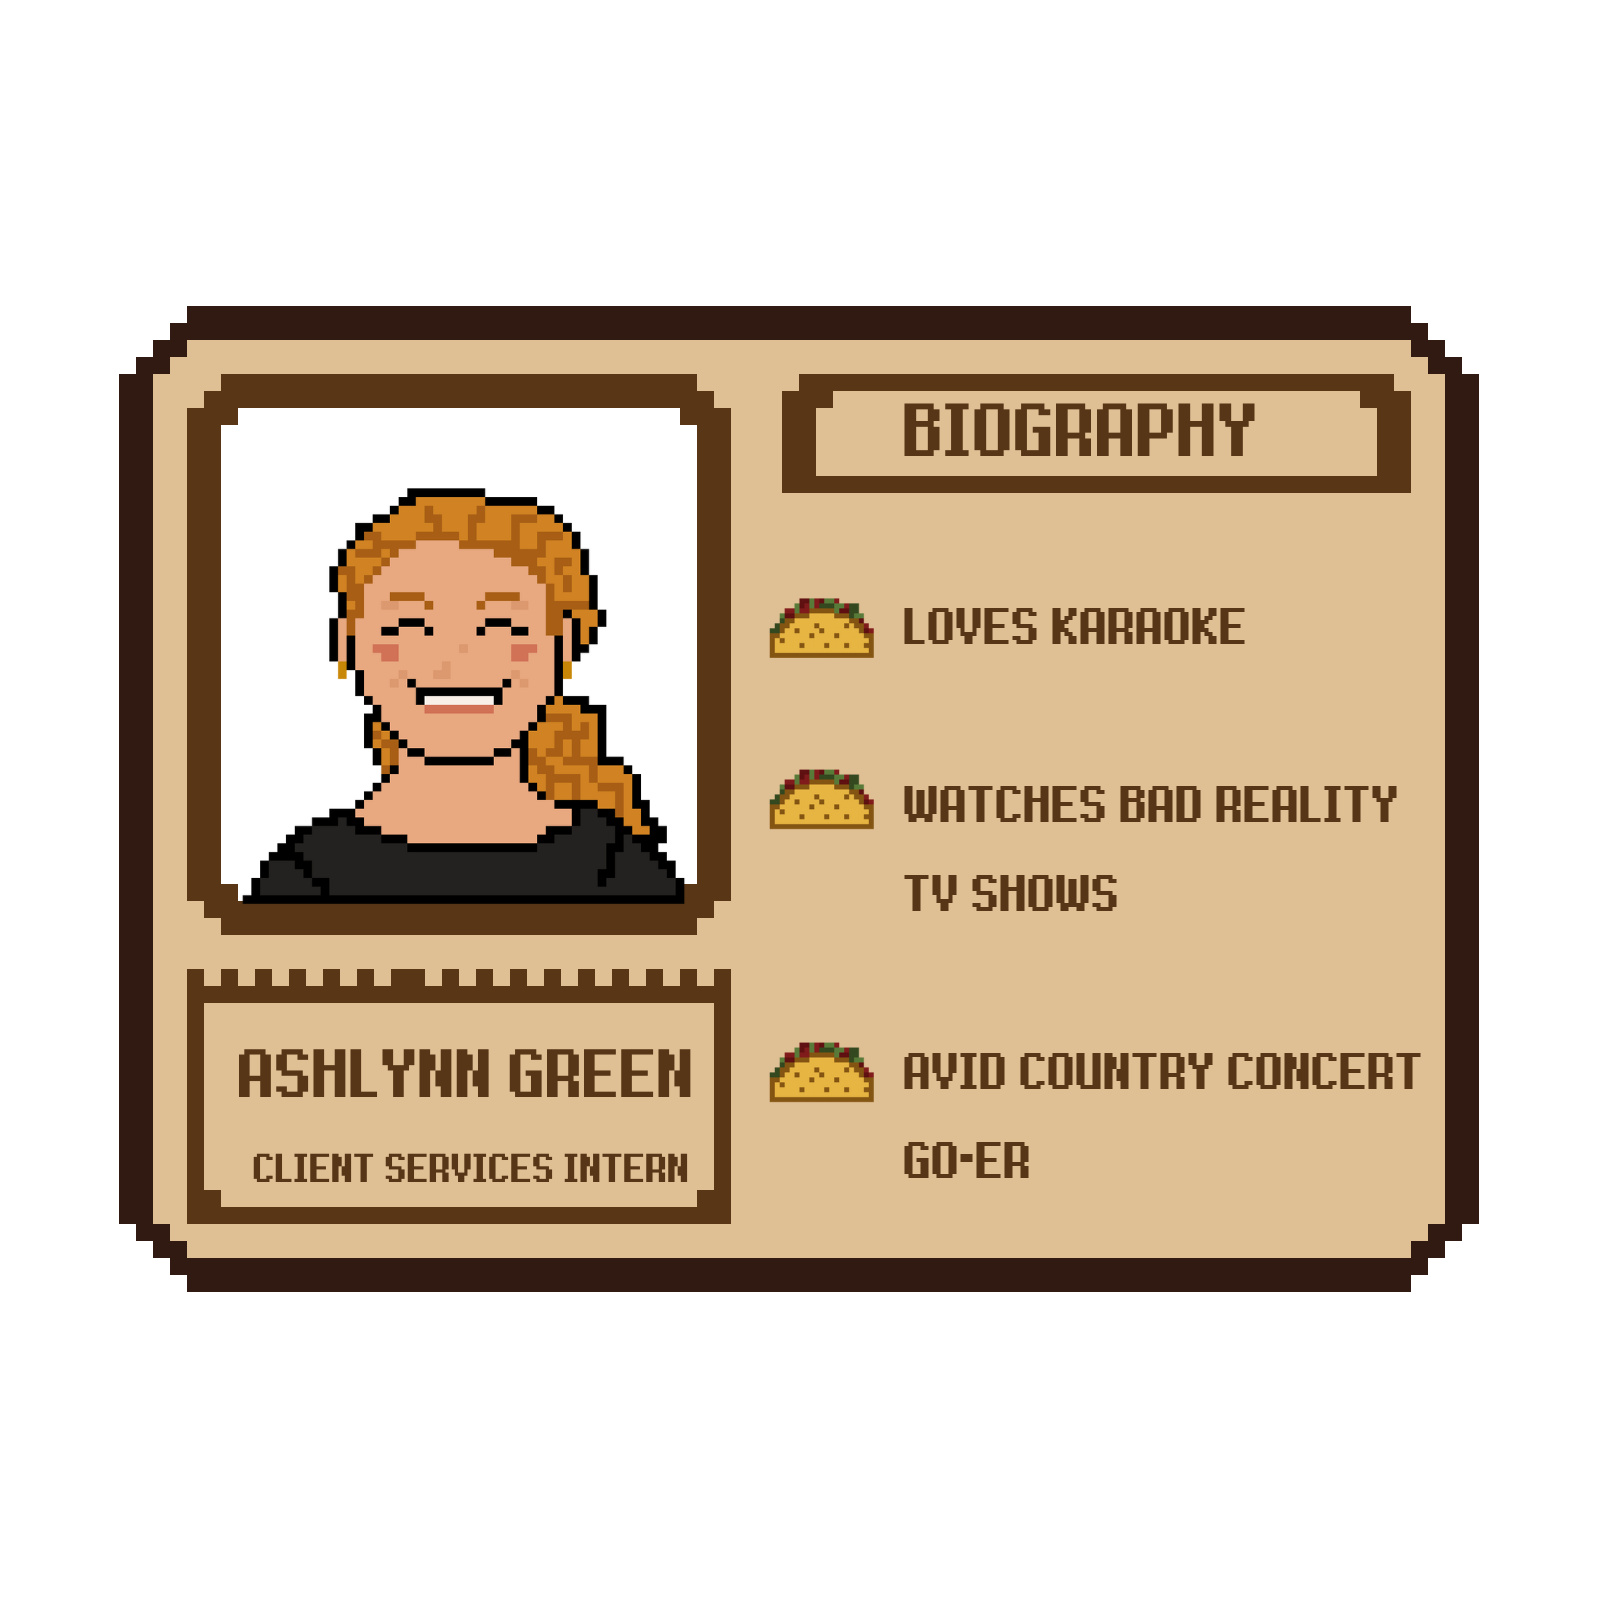 BIOGRAPHY
LOVES KARAOKE
WATCHES BAD REALITY
TV SHOWS
AVID COUNTRY CONCERT
GO-ER
ASHLYNN GREEN
CLIENT SERVICES INTERN